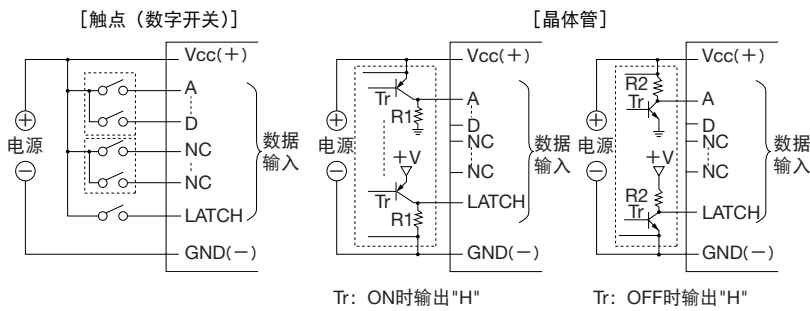 [触点（数字开关）]
[晶体管]
Vcc(+)
A
D
NC
NC
LATCH
GND(−)
电源
数据
输入
Vcc(+)
Tr
R1
A
D
NC
NC
+V
LATCH
Tr
R1
GND(−)
电源
数据
输入
Tr：ON时输出"H"
Vcc(+)
R2
Tr
A
D
NC
NC
+V
R2
Tr
LATCH
GND(−)
电源
数据
输入
Tr：OFF时输出"H"